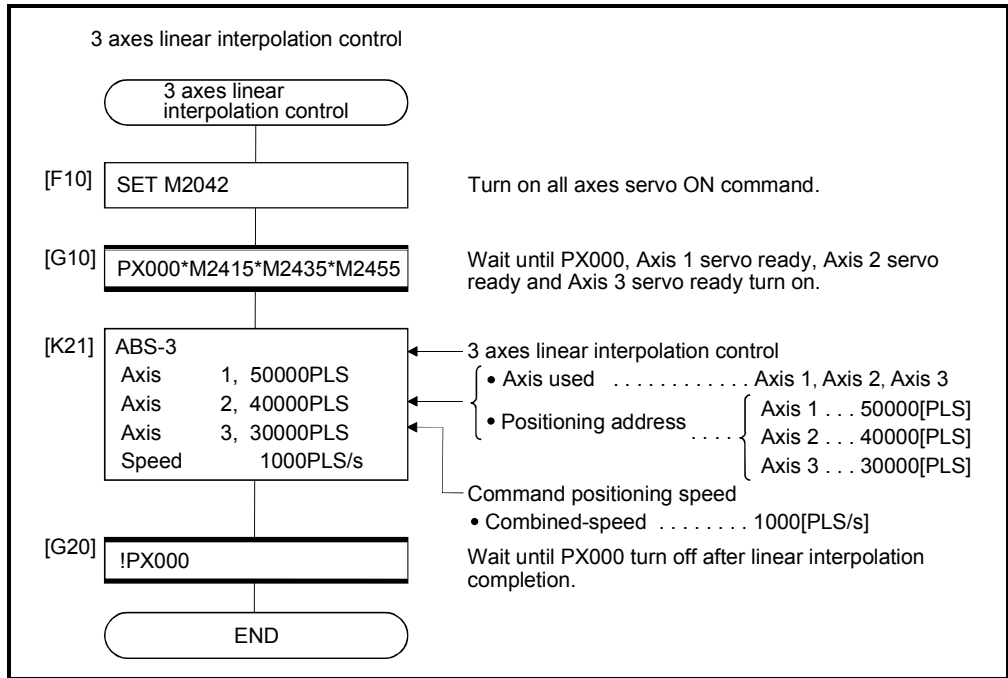 3 axes linear interpolation control
3 axes linear
interpolation control
[F10] SET M2042 Turn on all axes servo ON command.
[G10] PX000*M2415*M2435*M2455 Wait until PX000, Axis 1 servo ready, Axis 2 servo
ready and Axis 3 servo ready turn on.
[K21] ABS-3 3 axes linear interpolation control
Axis 1, 50000PLS • Axis used . . . . . . . . . . . . Axis 1, Axis 2, Axis 3
Axis 2, 40000PLS • Positioning address . . . . Axis 1 . . . 50000[PLS]
Axis 3, 30000PLS Axis 2 . . . 40000[PLS]
Speed 1000PLS/s Axis 3 . . . 30000[PLS]
Command positioning speed
• Combined-speed . . . . . . . . 1000[PLS/s]
[G20] !PX000 Wait until PX000 turn off after linear interpolation
completion.
END